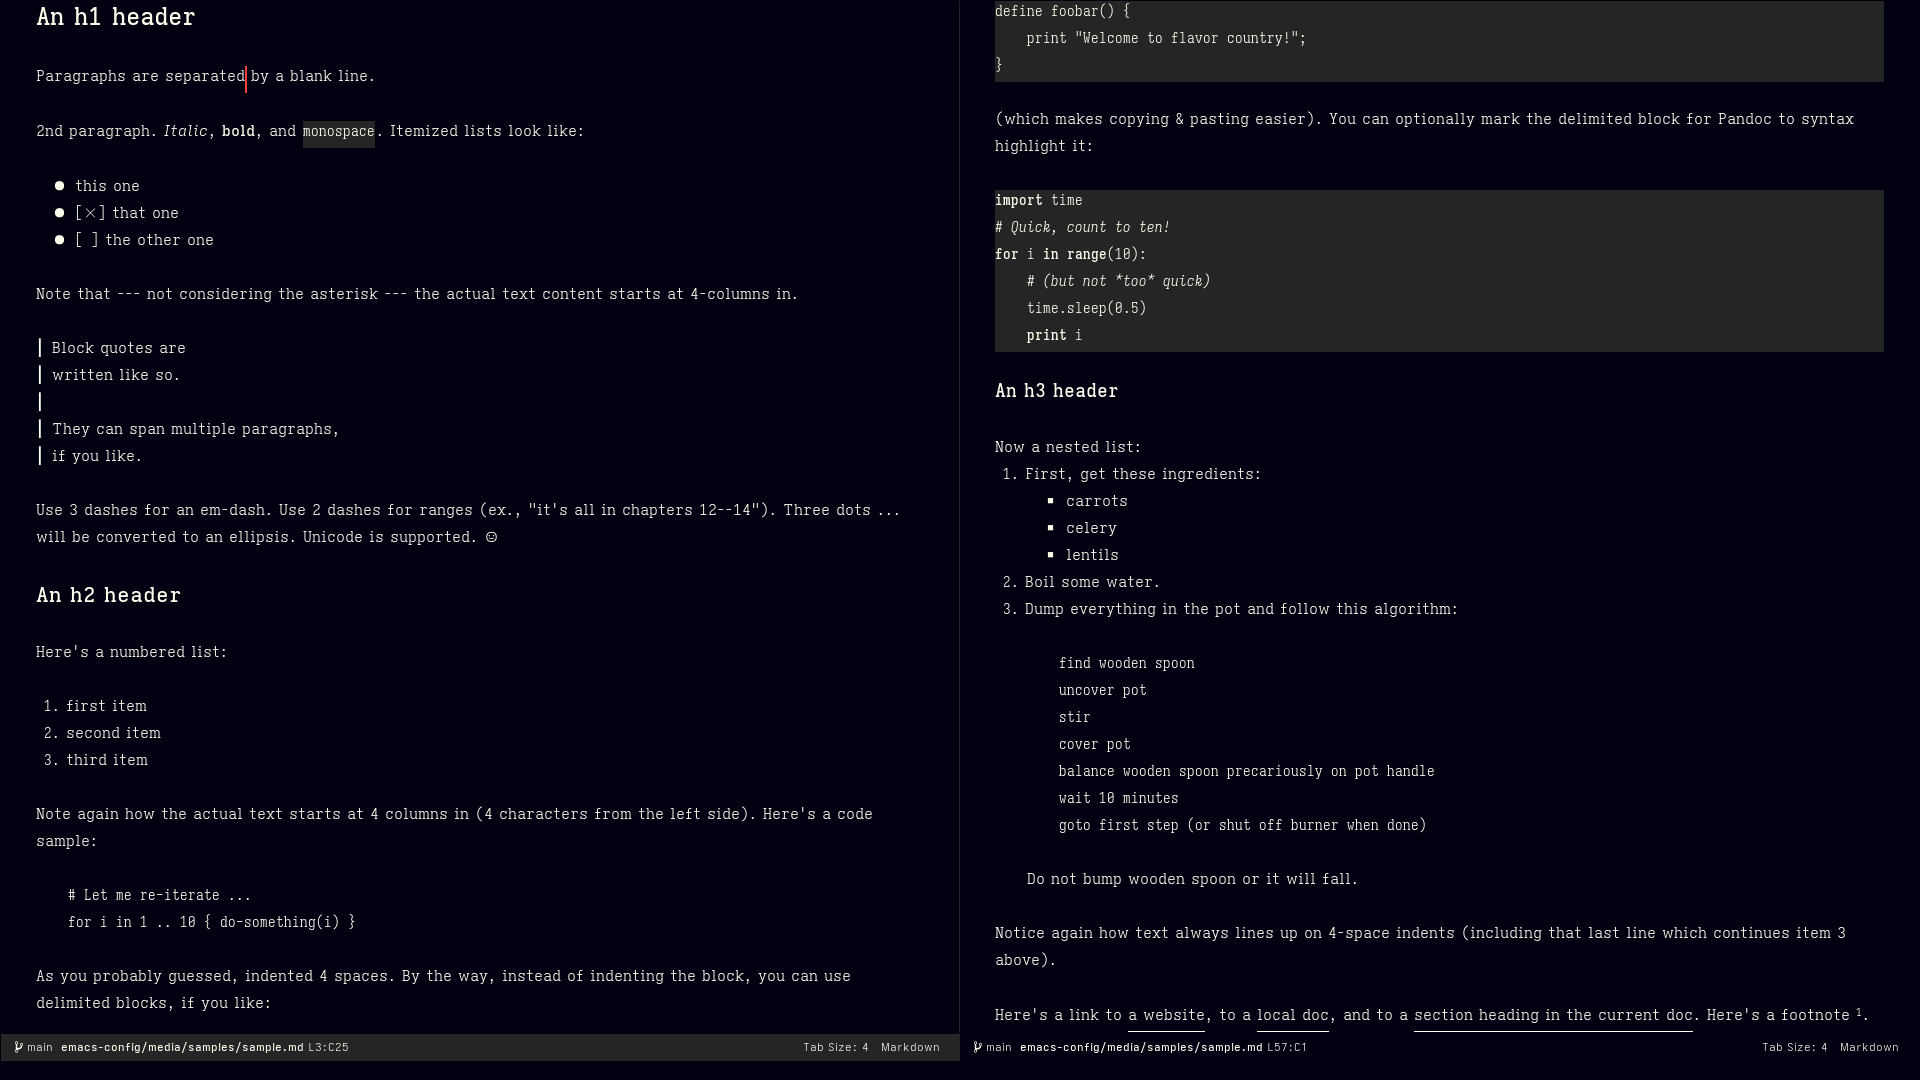 An h1 header
Paragraphs are separated by a blank line.
2nd paragraph. Italic, bold, and monospace. Itemized lists look like:
● this one
● [×] that one
● [ ] the other one
Note that --- not considering the asterisk --- the actual text content starts at 4-columns in.
Block quotes are
written like so.
They can span multiple paragraphs,
if you like.
Use 3 dashes for an em-dash. Use 2 dashes for ranges (ex., "it's all in chapters 12--14"). Three dots ...
will be converted to an ellipsis. Unicode is supported. ☺
An h2 header
Here's a numbered list:
1. first item
2. second item
3. third item
Note again how the actual text starts at 4 columns in (4 characters from the left side). Here's a code
sample:
# Let me re-iterate ...
for i in 1 .. 10 { do-something(i) }
As you probably guessed, indented 4 spaces. By the way, instead of indenting the block, you can use
delimited blocks, if you like:
main emacs-config/media/samples/sample.md L3:C25 Tab Size: 4 Markdown
define foobar() {
    print "Welcome to flavor country!";
}
(which makes copying & pasting easier). You can optionally mark the delimited block for Pandoc to syntax
highlight it:
import time
# Quick, count to ten!
for i in range(10):
    # (but not *too* quick)
    time.sleep(0.5)
    print i
An h3 header
Now a nested list:
1. First, get these ingredients:
▪ carrots
▪ celery
▪ lentils
2. Boil some water.
3. Dump everything in the pot and follow this algorithm:
find wooden spoon
uncover pot
stir
cover pot
balance wooden spoon precariously on pot handle
wait 10 minutes
goto first step (or shut off burner when done)
Do not bump wooden spoon or it will fall.
Notice again how text always lines up on 4-space indents (including that last line which continues item 3
above).
Here's a link to a website, to a local doc, and to a section heading in the current doc. Here's a footnote ¹.
main emacs-config/media/samples/sample.md L57:C1 Tab Size: 4 Markdown